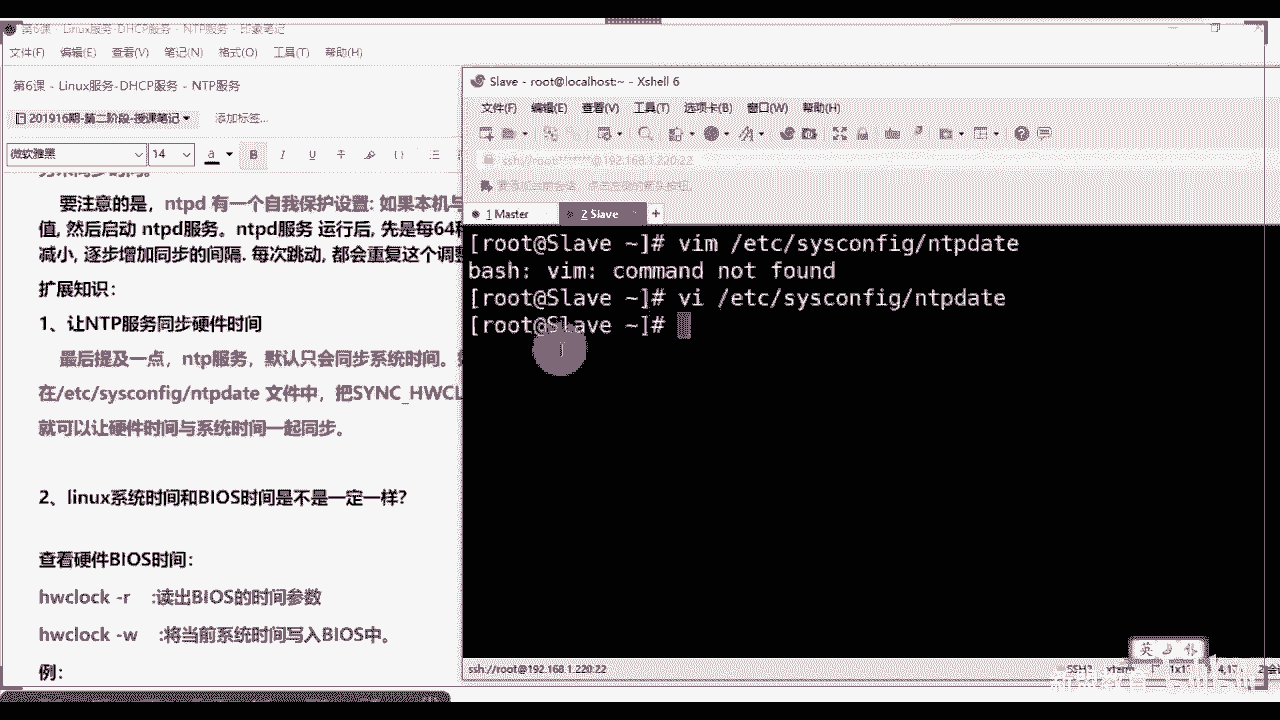 第6课 - Linux服务-DHCP服务 - NTP服务 - 印象笔记
文件(F) 编辑(E) 查看(V) 笔记(N) 格式(O) 工具(T) 帮助(H)
第6课 - Linux服务-DHCP服务 - NTP服务
201916期-第二阶段-授课笔记 添加标签...
微软雅黑 14 a B I U
要注意的是，ntpd 有一个自我保护设置: 如果本机与
值, 然后启动 ntpd服务。ntpd服务 运行后, 先是每64
减小, 逐步增加同步的间隔. 每次跳动, 都会重复这个调整
扩展知识：
1、让NTP服务同步硬件时间
最后提及一点，ntp服务，默认只会同步系统时间。
在/etc/sysconfig/ntpdate 文件中，把SYNC_HWCL
就可以让硬件时间与系统时间一起同步。
2、linux系统时间和BIOS时间是不是一定一样？
查看硬件BIOS时间：
hwclock -r :读出BIOS的时间参数
hwclock -w :将当前系统时间写入BIOS中。
例：
Slave - root@localhost:~ - Xshell 6
文件(F) 编辑(E) 查看(V) 工具(T) 选项卡(B) 窗口(W) 帮助(H)
1 Master 2 Slave +
[root@Slave ~]# vim /etc/sysconfig/ntpdate
bash: vim: command not found
[root@Slave ~]# vi /etc/sysconfig/ntpdate
[root@Slave ~]#
英
ssh://root@192.168.1.220:22